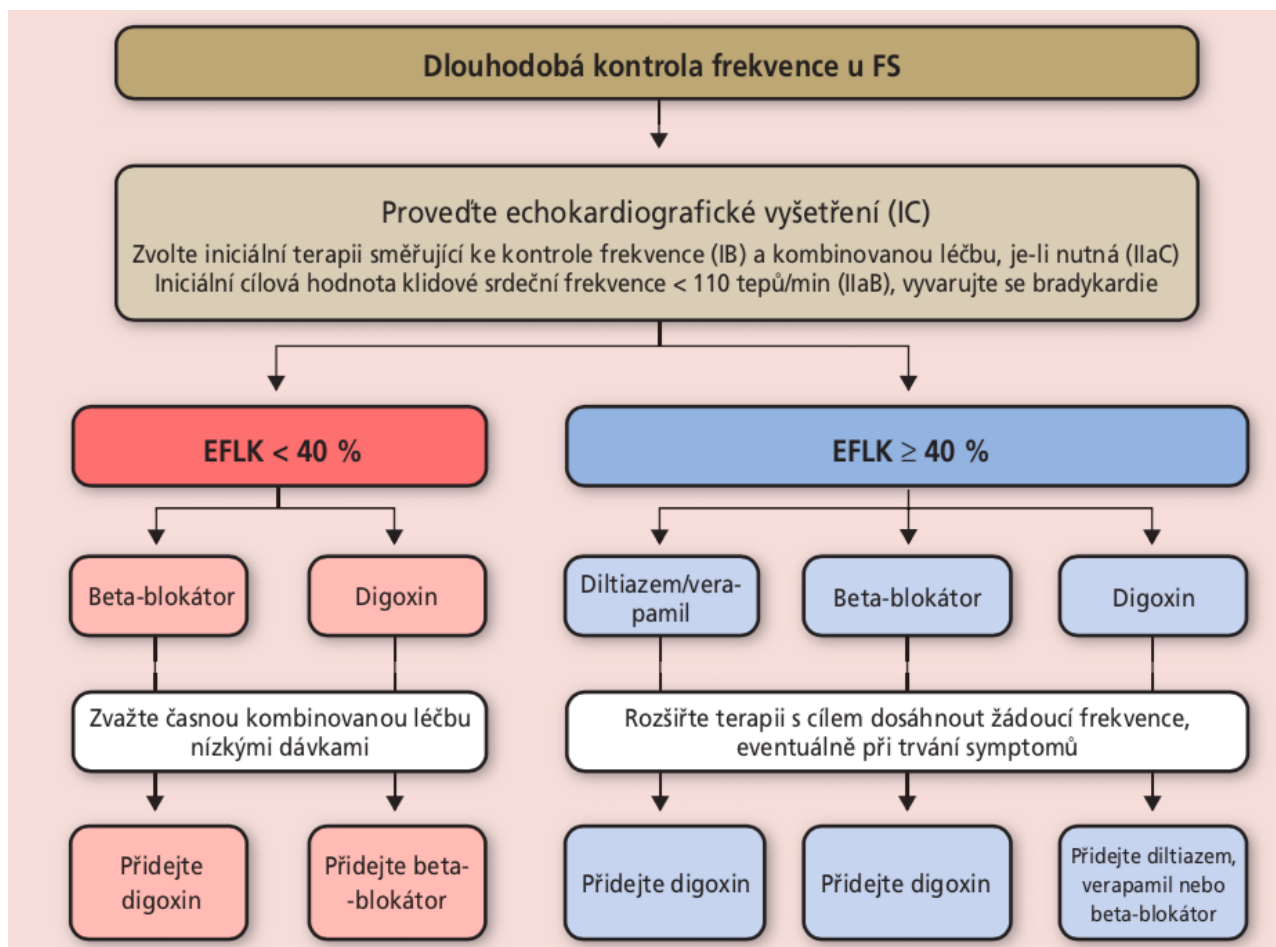 Dlouhodobá kontrola frekvence u FS
Proveďte echokardiografické vyšetření (IC)
Zvolte iniciální terapii směřující ke kontrole frekvence (IB) a kombinovanou léčbu, je-li nutná (IIaC)
Iniciální cílová hodnota klidové srdeční frekvence < 110 tepů/min (IIaB), vyvarujte se bradykardie
EFLK < 40 %
EFLK ≥ 40 %
Beta-blokátor
Digoxin
Diltiazem/vera-
pamil
Beta-blokátor
Digoxin
Zvažte časnou kombinovanou léčbu
nízkými dávkami
Rozšiřte terapii s cílem dosáhnout žádoucí frekvence,
eventuálně při trvání symptomů
Přidejte
digoxin
Přidejte beta-
-blokátor
Přidejte digoxin
Přidejte digoxin
Přidejte diltiazem,
verapamil nebo
beta-blokátor